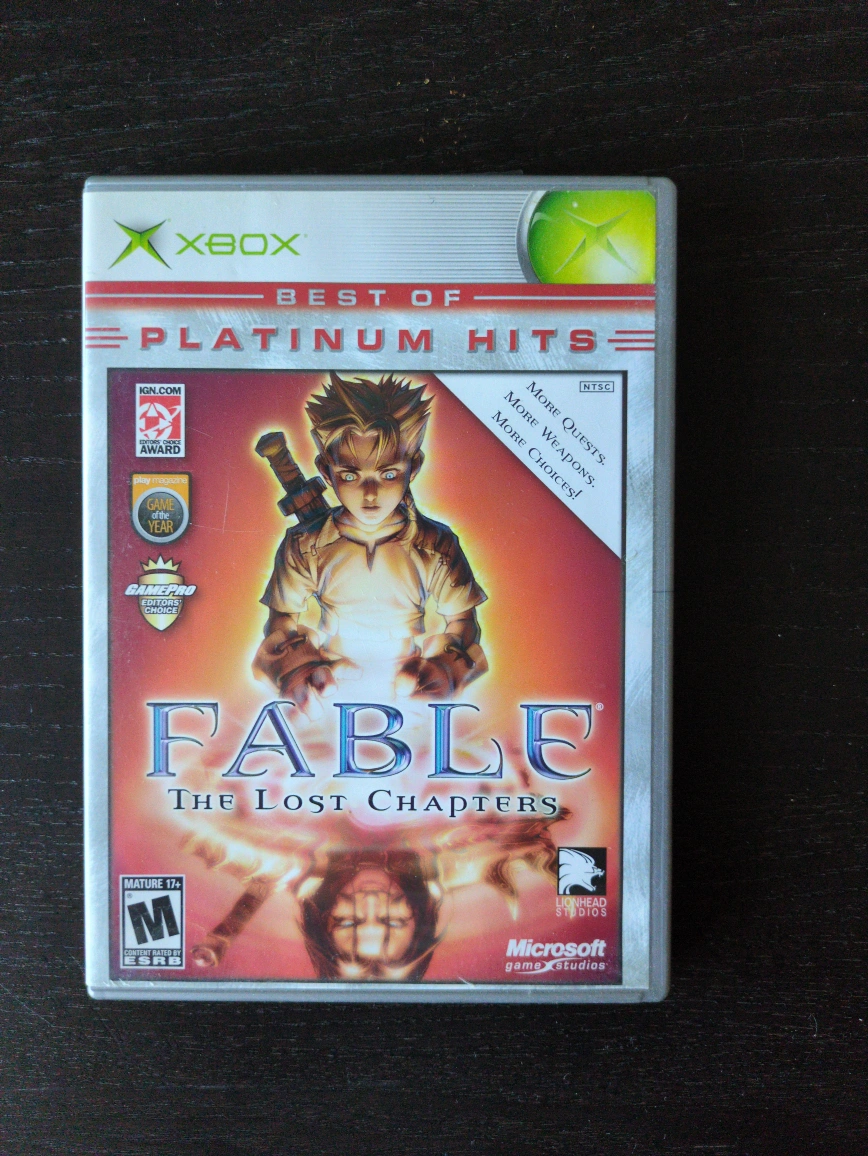 XBOX
BEST OF
PLATINUM HITS
NTSC
More Quests.
More Weapons.
More Choices!
IGN.COM
EDITORS' CHOICE
AWARD
play magazine
GAME
of the
YEAR
GAMEPRO
EDITORS'
CHOICE
FABLE®
The Lost Chapters
MATURE 17+
M
®
CONTENT RATED BY
ESRB
LIONHEAD
STUDIOS
Microsoft
game studios